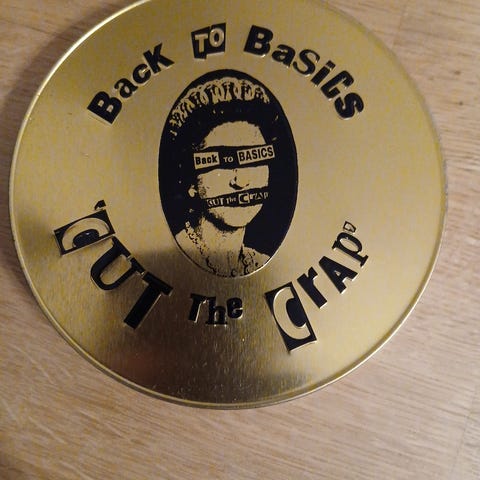 Back TO BaSiCs
Back TO BASICS
CUT the Crap
'CUT The CrAp'